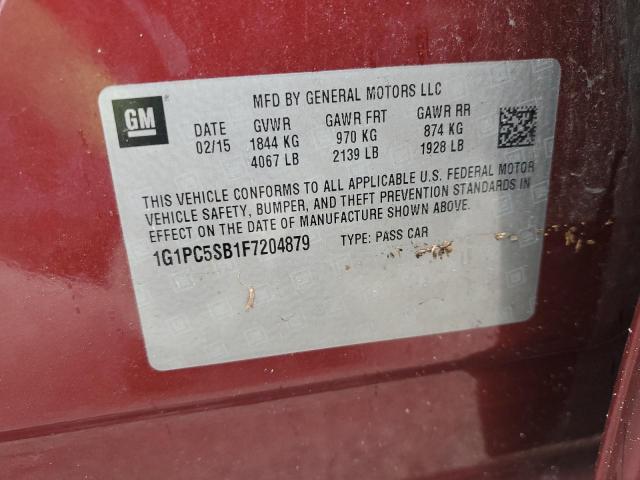 GM
MFD BY GENERAL MOTORS LLC
DATE GVWR GAWR FRT GAWR RR
02/15 1844 KG 970 KG 874 KG
4067 LB 2139 LB 1928 LB
THIS VEHICLE CONFORMS TO ALL APPLICABLE U.S. FEDERAL MOTOR
VEHICLE SAFETY, BUMPER, AND THEFT PREVENTION STANDARDS IN
EFFECT ON THE DATE OF MANUFACTURE SHOWN ABOVE.
1G1PC5SB1F7204879 TYPE: PASS CAR